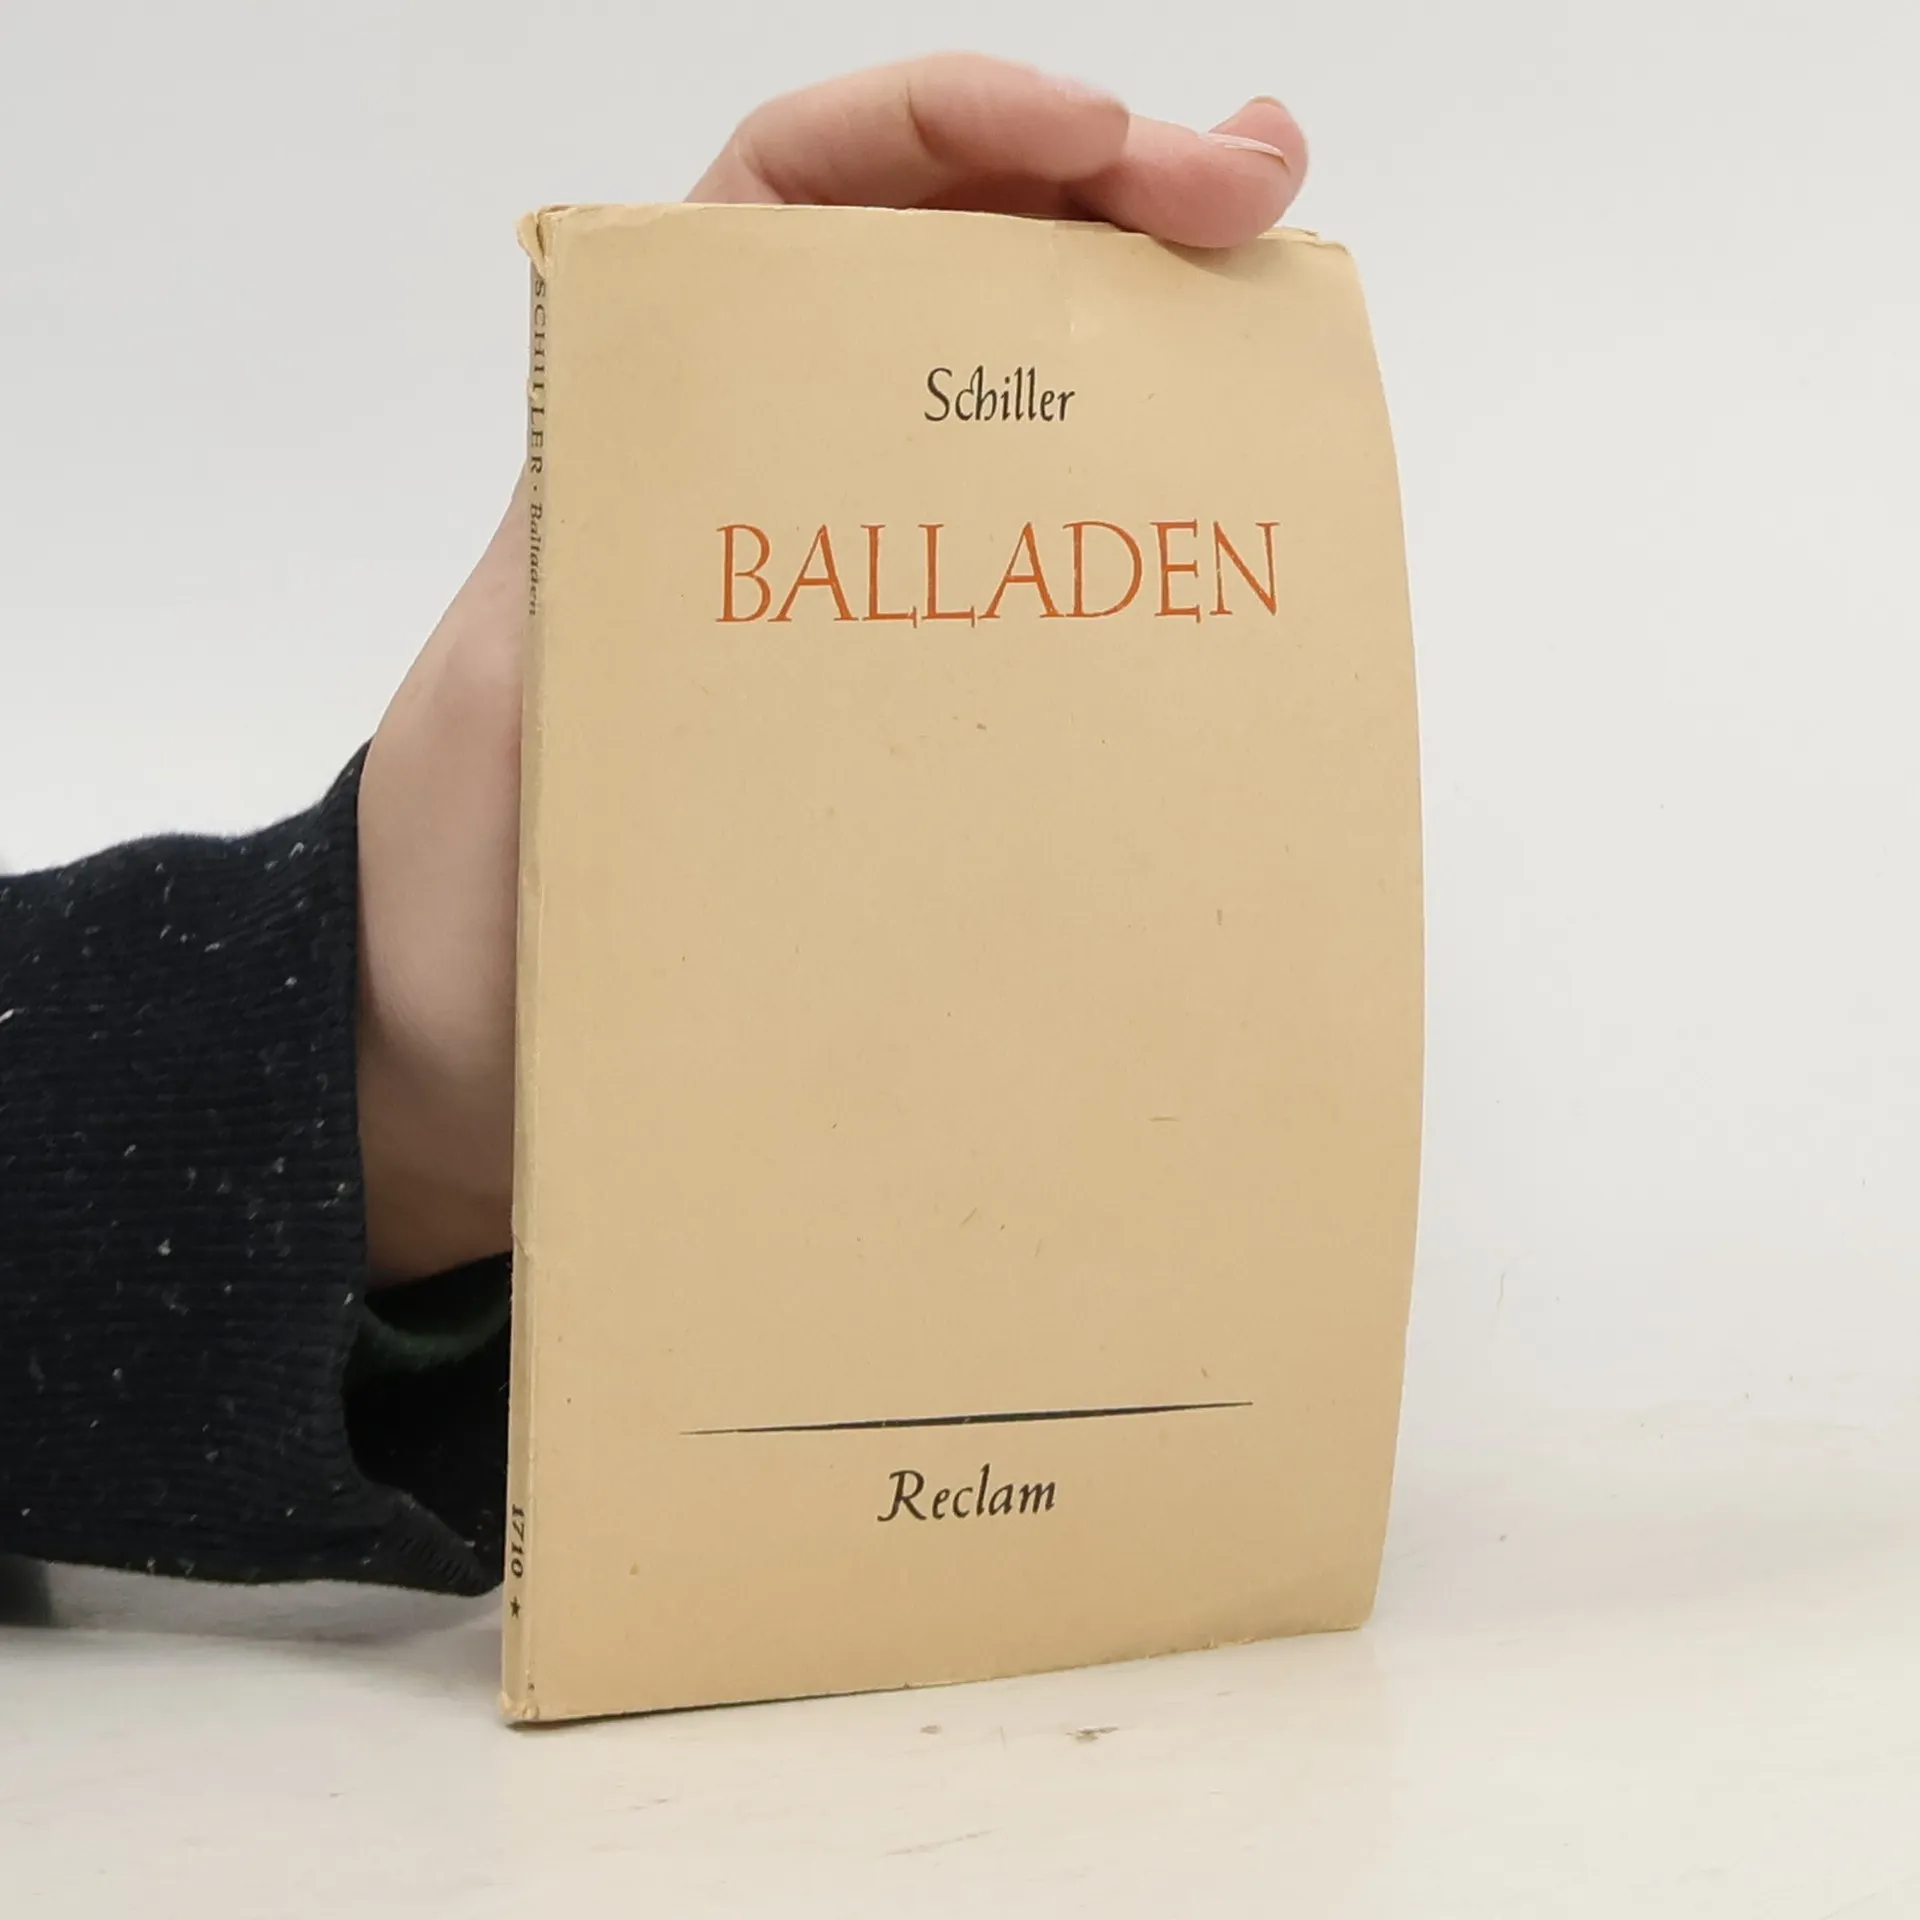 Schiller
BALLADEN
Reclam
SCHILLER · Balladen
1710 ★